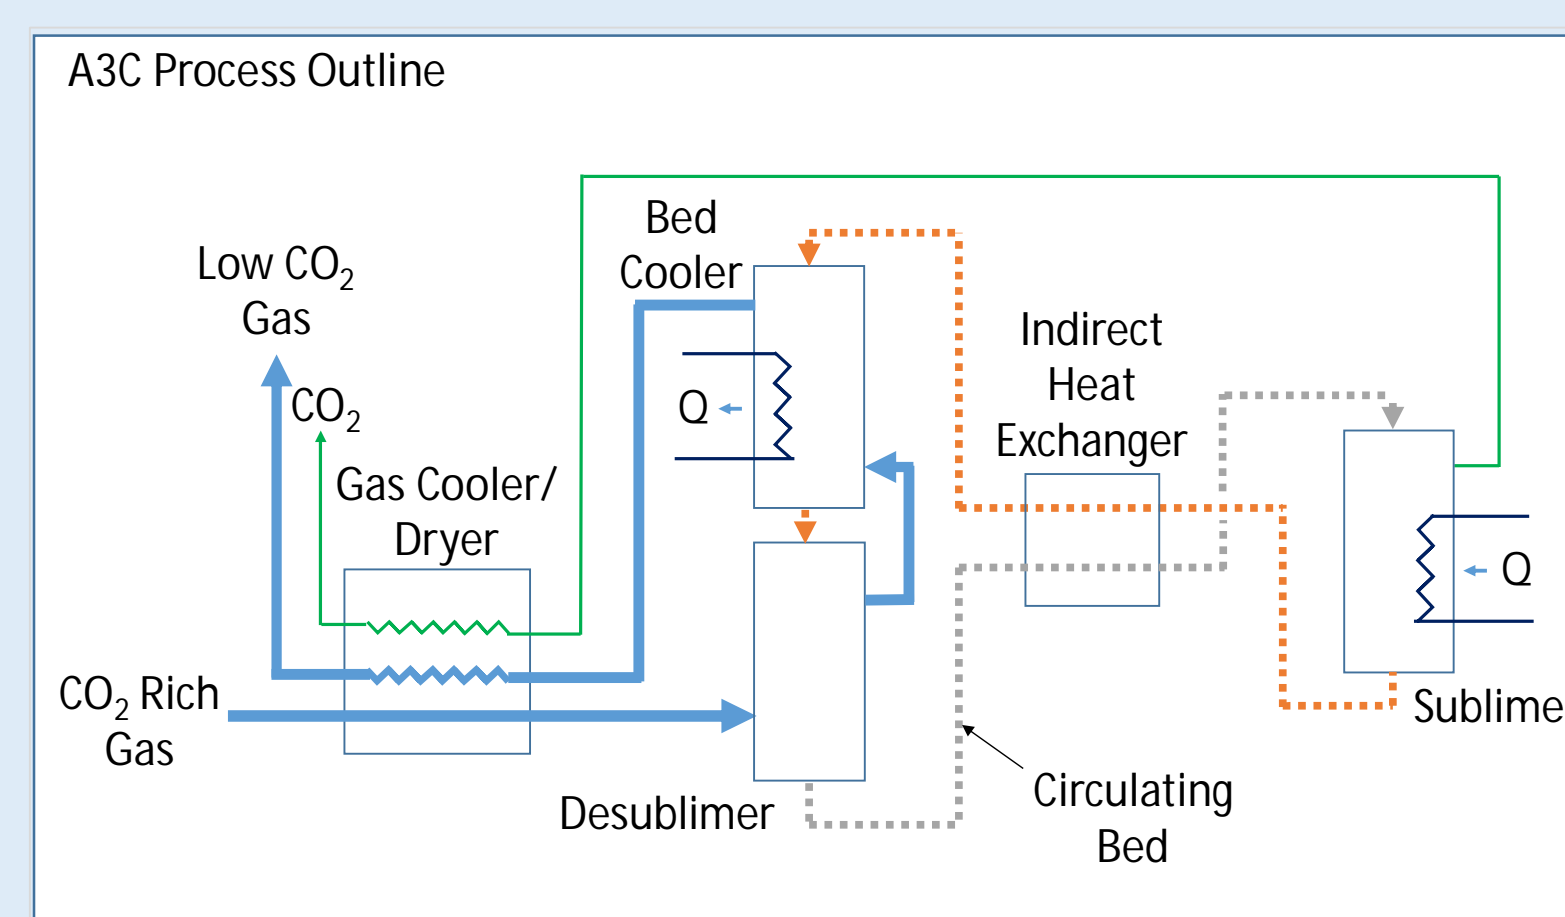 A3C Process Outline
Bed
Cooler
Low CO₂
Gas
Indirect
Heat
Exchanger
CO₂
Q
Gas Cooler/
Dryer
Q
CO₂ Rich
Gas
Sublime
Desublimer
Circulating
Bed